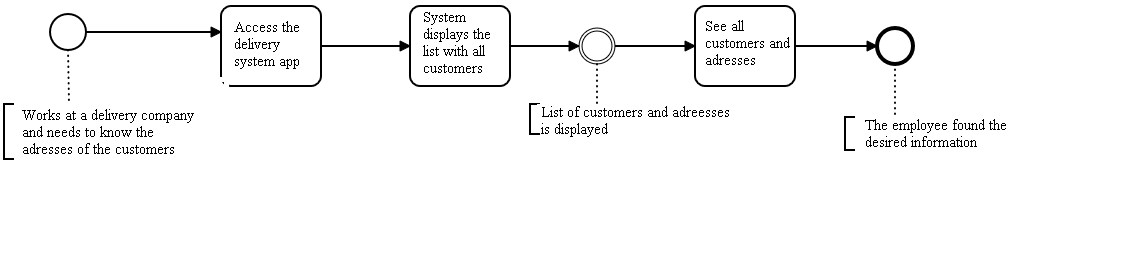 Access the
delivery
system app
System
displays the
list with all
customers
See all
customers and
adresses
Works at a delivery company
and needs to know the
adresses of the customers
List of customers and adreesses
is displayed
The employee found the
desired information